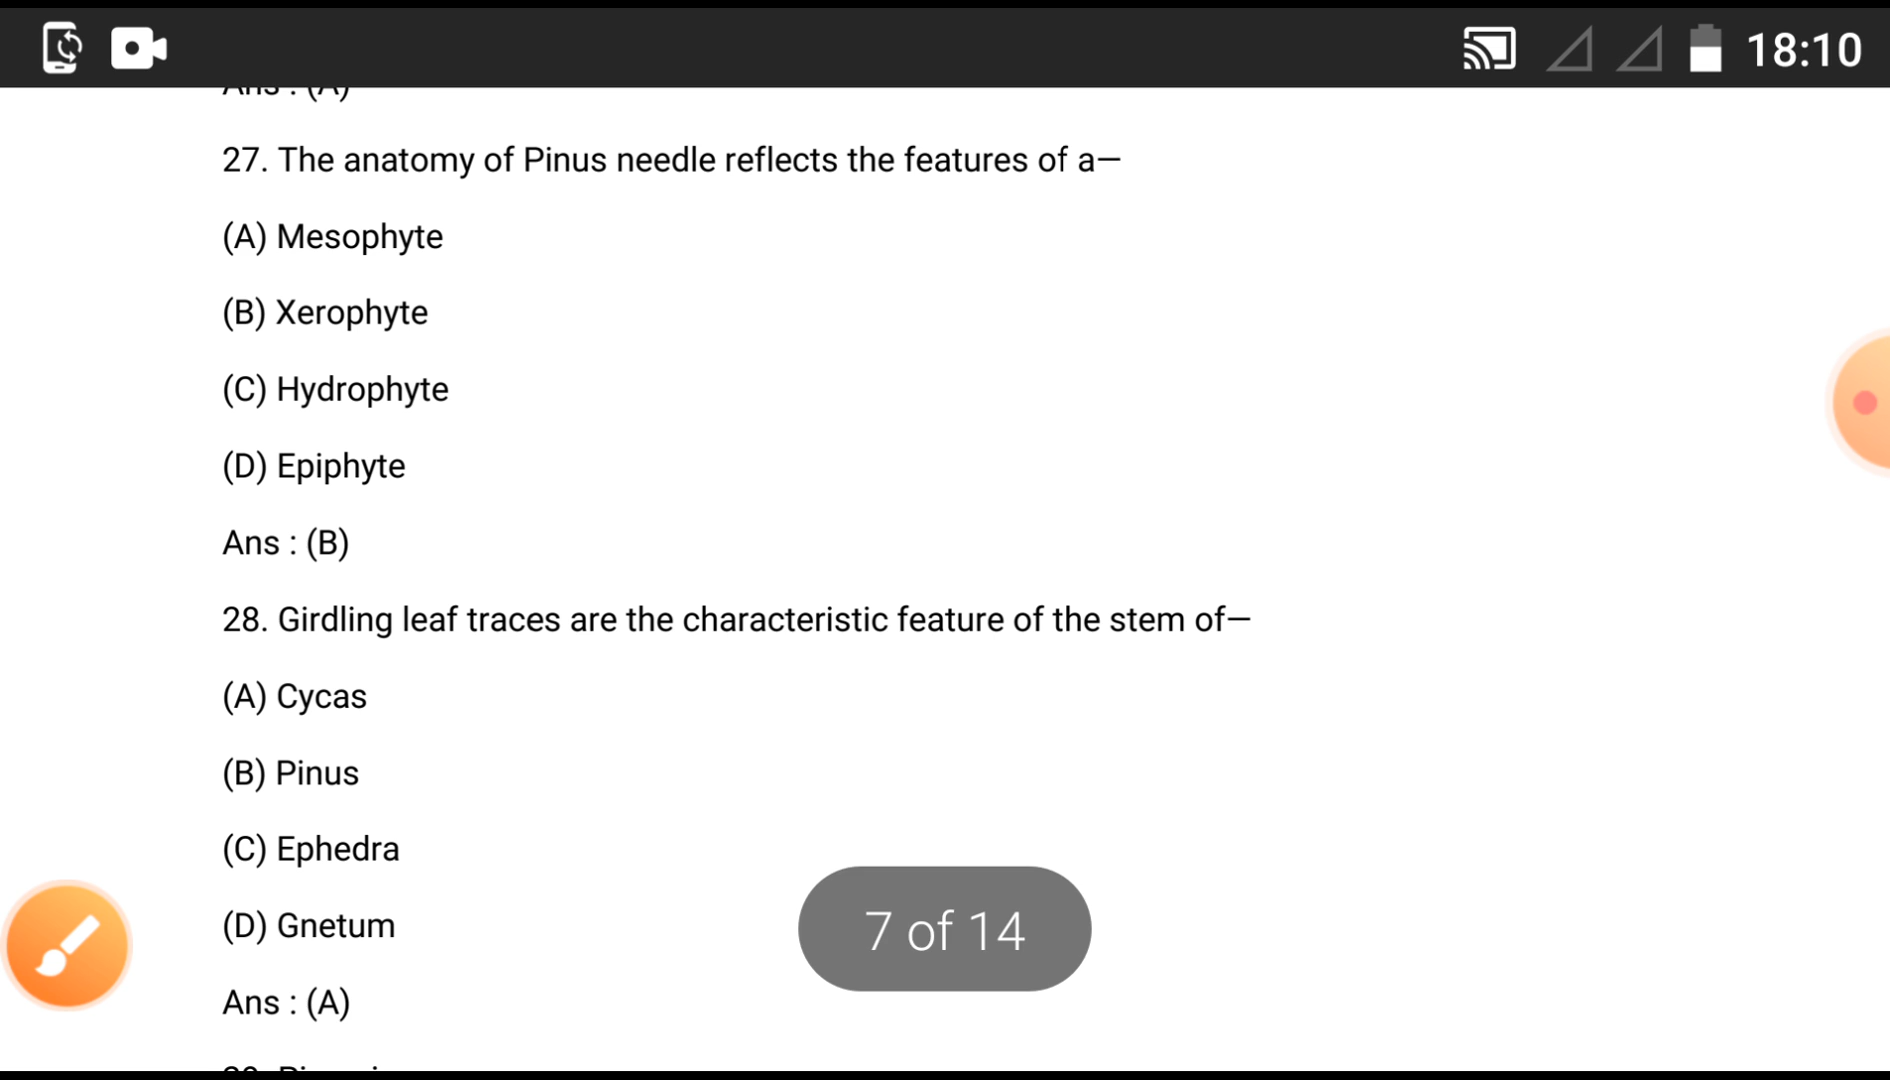 18:10
Ans : (A)
27. The anatomy of Pinus needle reflects the features of a—
(A) Mesophyte
(B) Xerophyte
(C) Hydrophyte
(D) Epiphyte
Ans : (B)
28. Girdling leaf traces are the characteristic feature of the stem of—
(A) Cycas
(B) Pinus
(C) Ephedra
(D) Gnetum
7 of 14
Ans : (A)